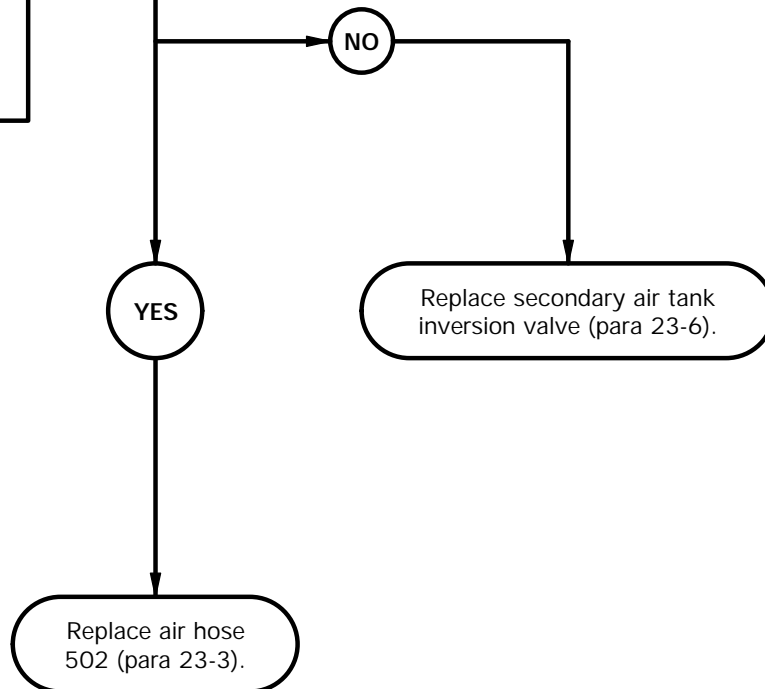 NO
YES
Replace secondary air tank
inversion valve (para 23-6).
Replace air hose
502 (para 23-3).